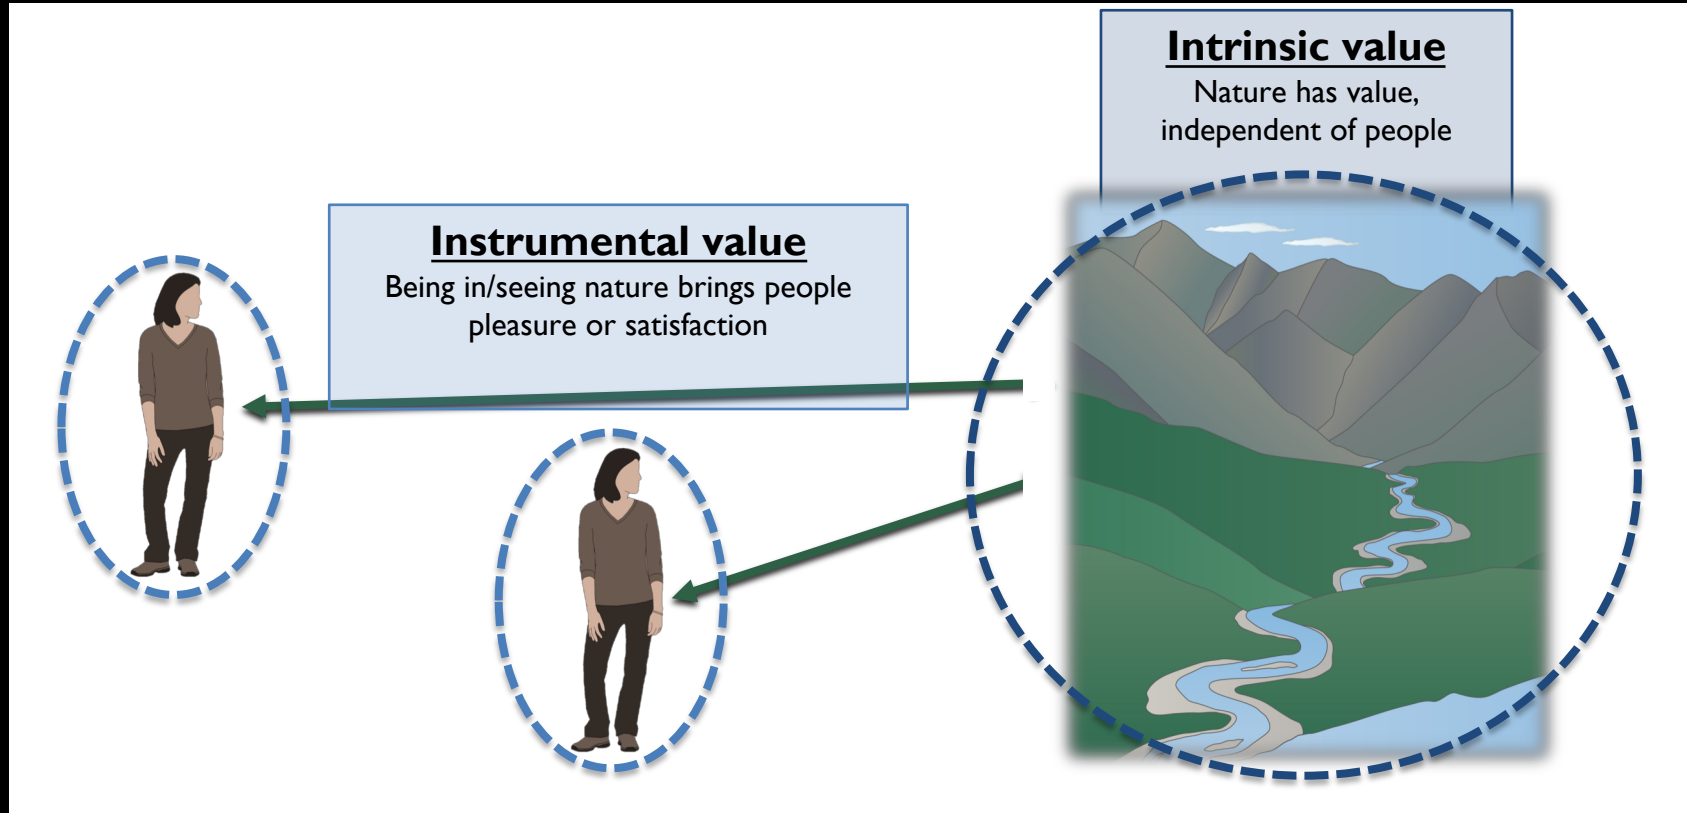 Intrinsic value
Nature has value,
independent of people
Instrumental value
Being in/seeing nature brings people
pleasure or satisfaction